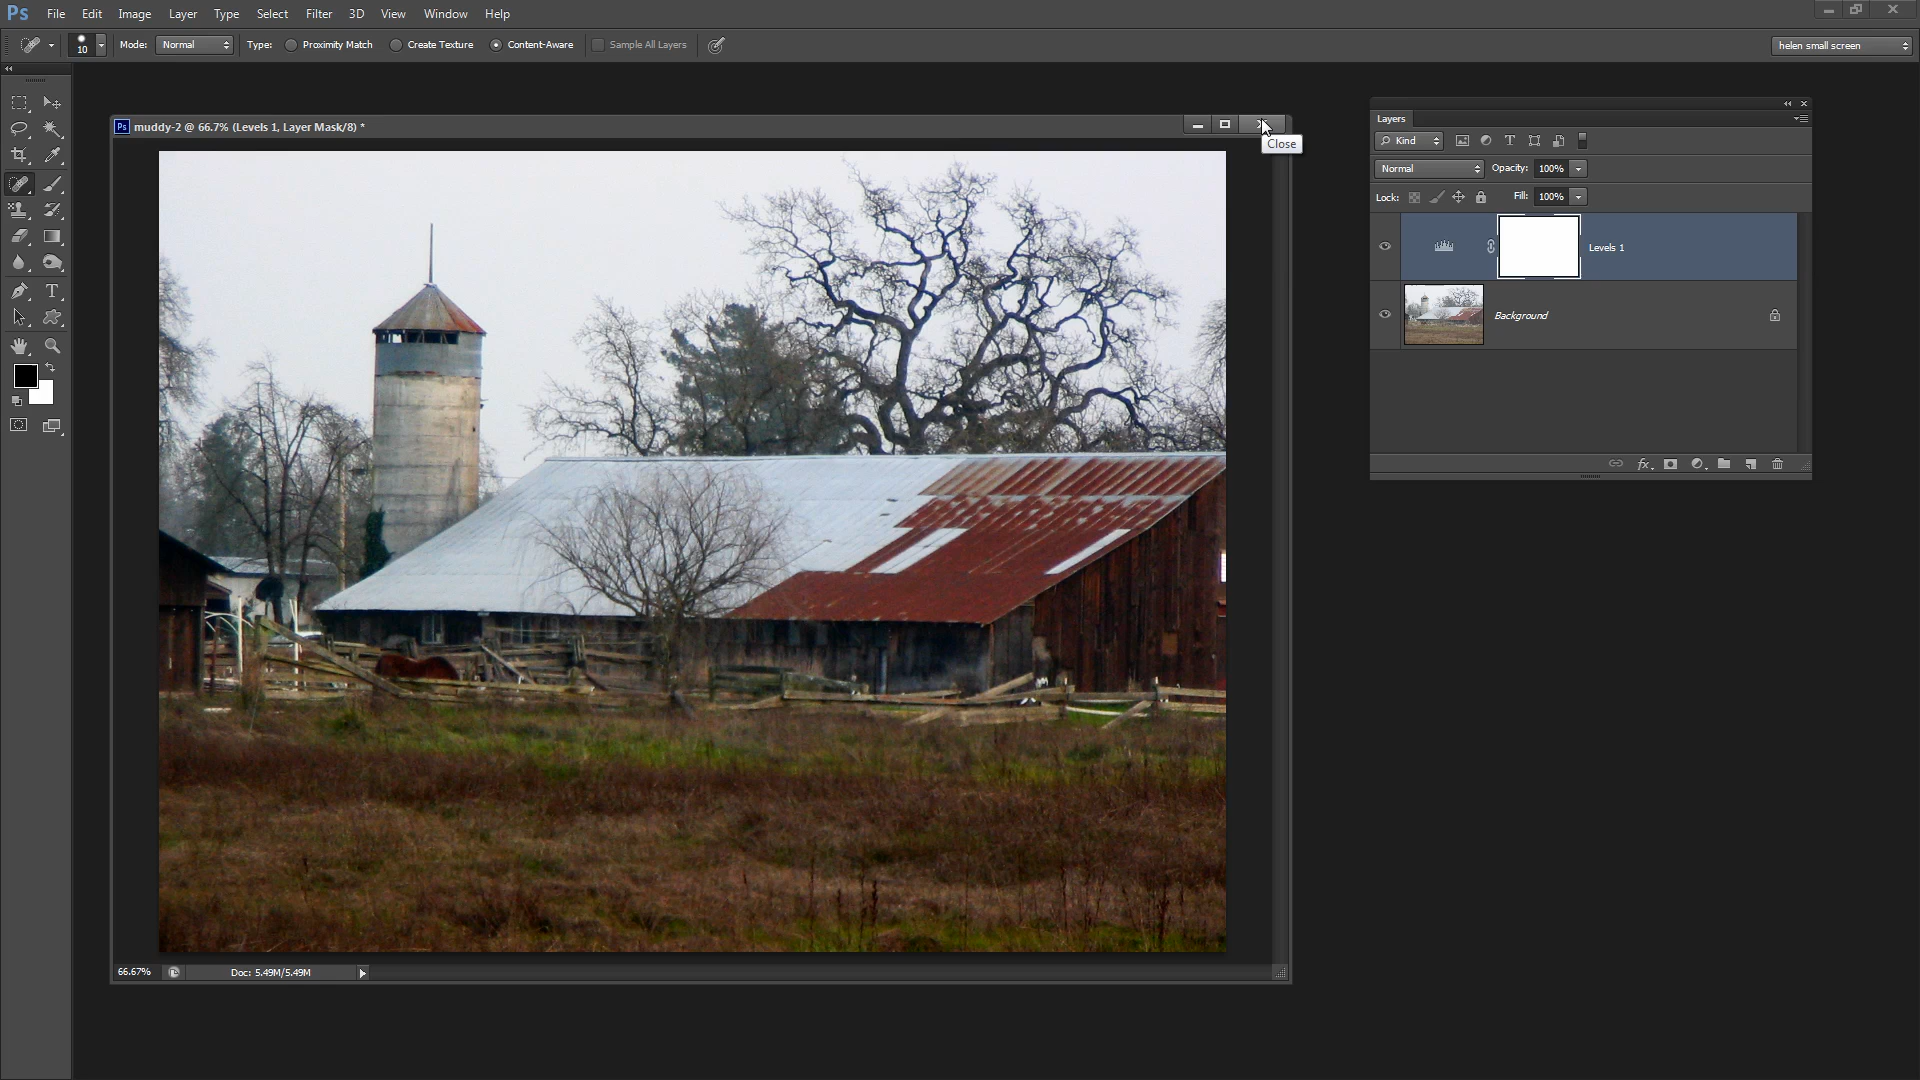 Ps File Edit Image Layer Type Select Filter 3D View Window Help
10 Mode: Normal Type: Proximity Match Create Texture Content-Aware Sample All Layers helen small screen
Ps muddy-2 @ 66.7% (Levels 1, Layer Mask/8) *
Close
Layers
Kind
Normal Opacity: 100%
Lock: Fill: 100%
Levels 1
Background
fx
T
T
66.67% Doc: 5.49M/5.49M